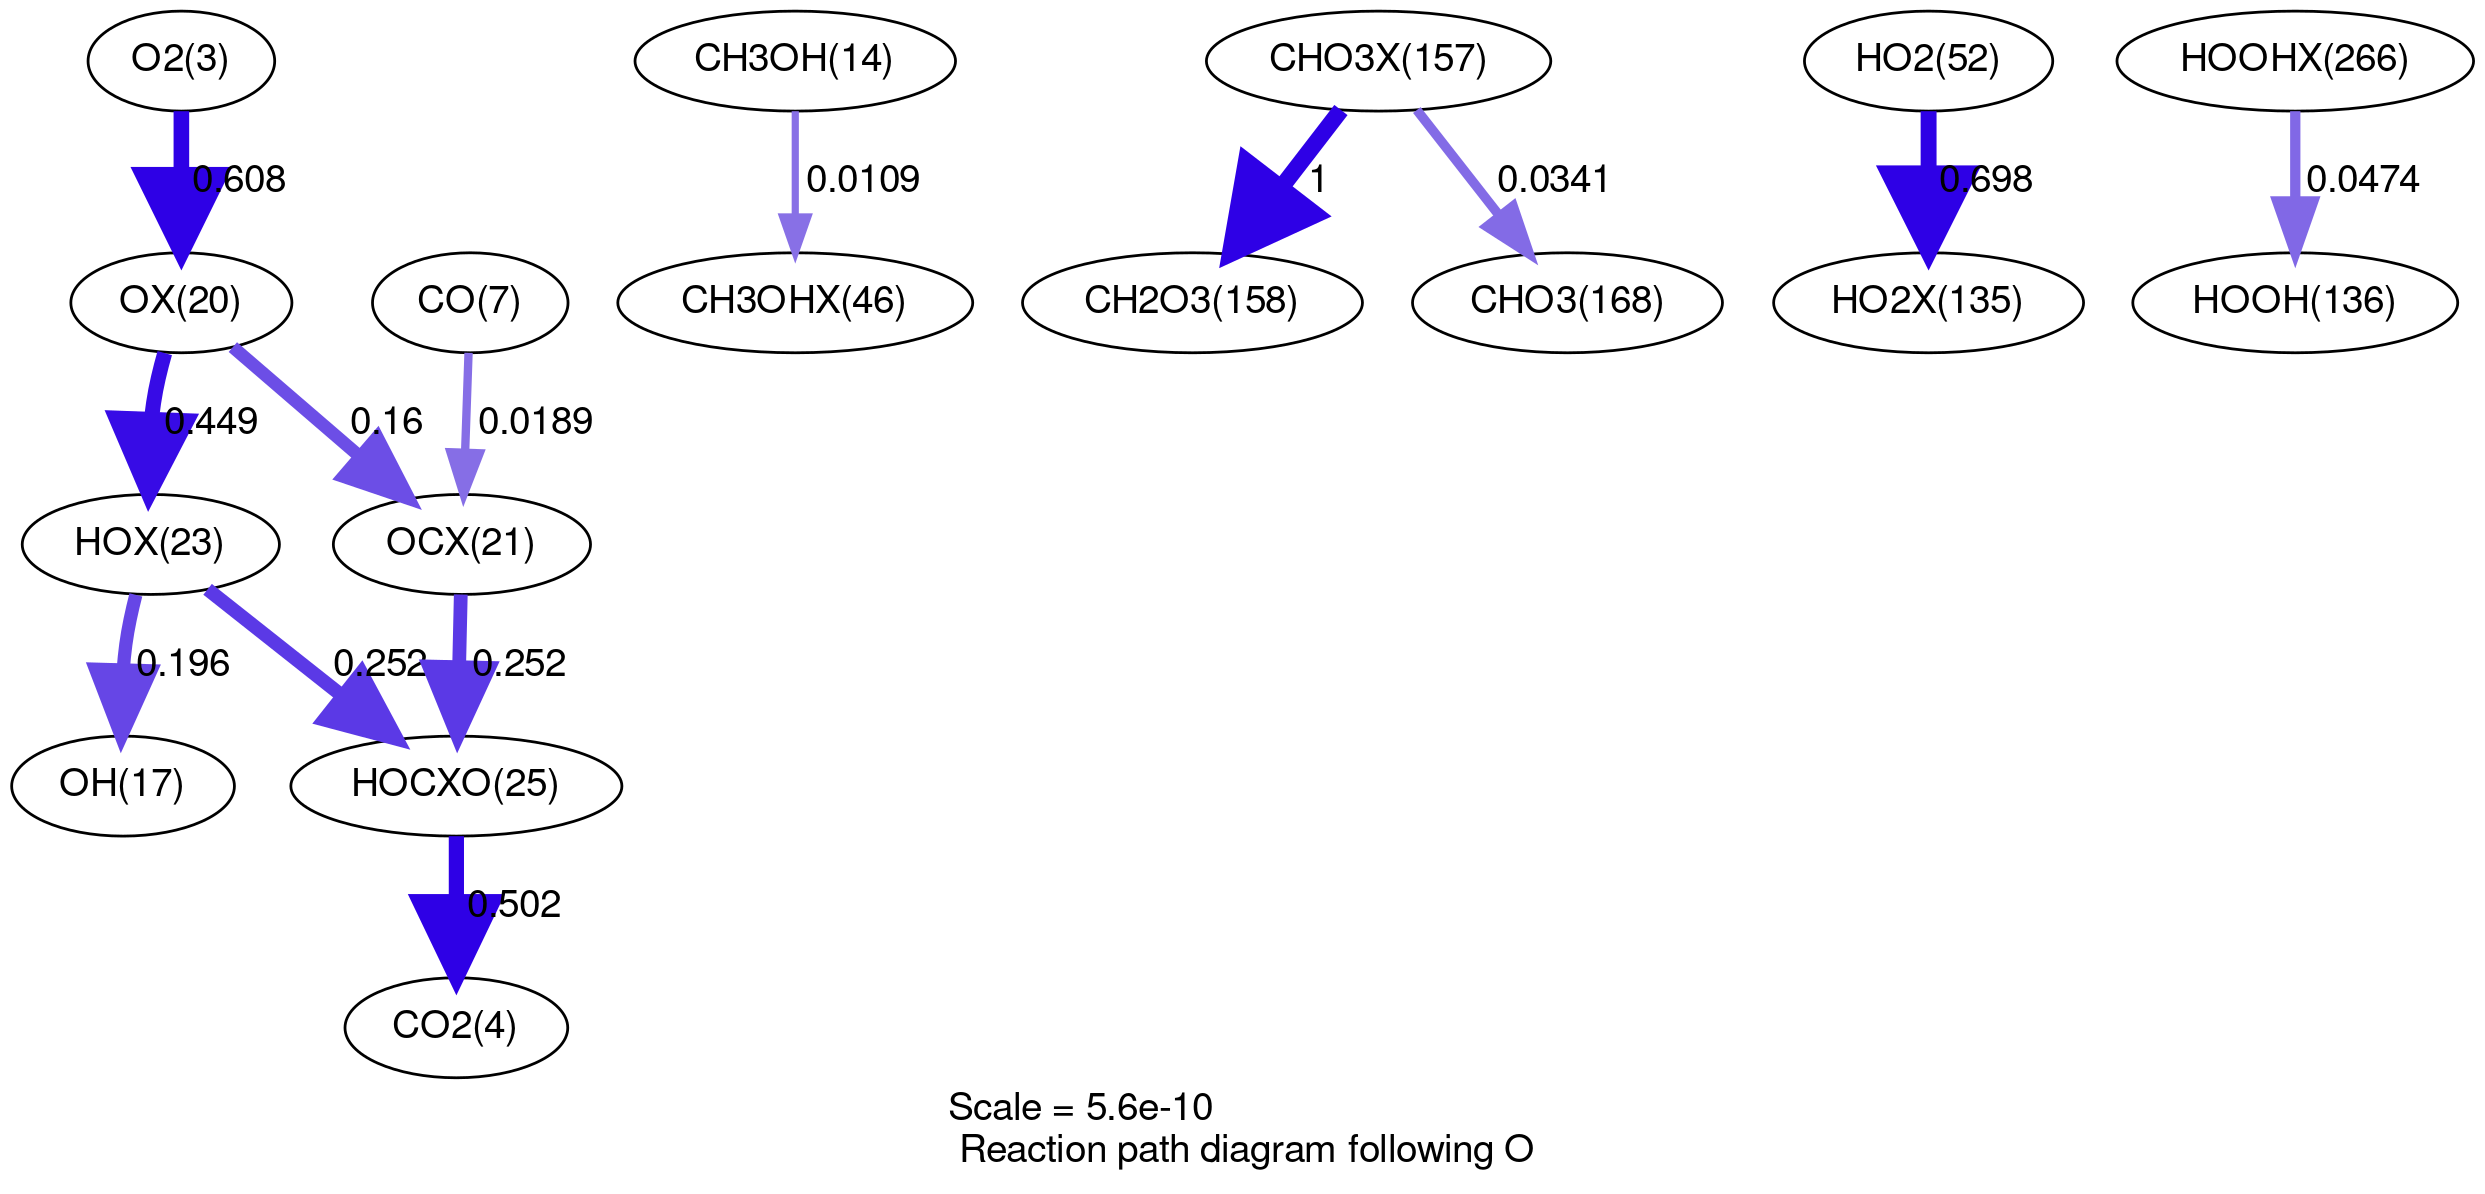 O2(3)
CH3OH(14)
CHO3X(157)
HO2(52)
HOOHX(266)
0.608
0.0109
1
0.0341
0.698
0.0474
OX(20)
CO(7)
CH3OHX(46)
CH2O3(158)
CHO3(168)
HO2X(135)
HOOH(136)
0.449
0.16
0.0189
HOX(23)
OCX(21)
0.196
0.252
0.252
OH(17)
HOCXO(25)
0.502
CO2(4)
Scale = 5.6e-10
Reaction path diagram following O